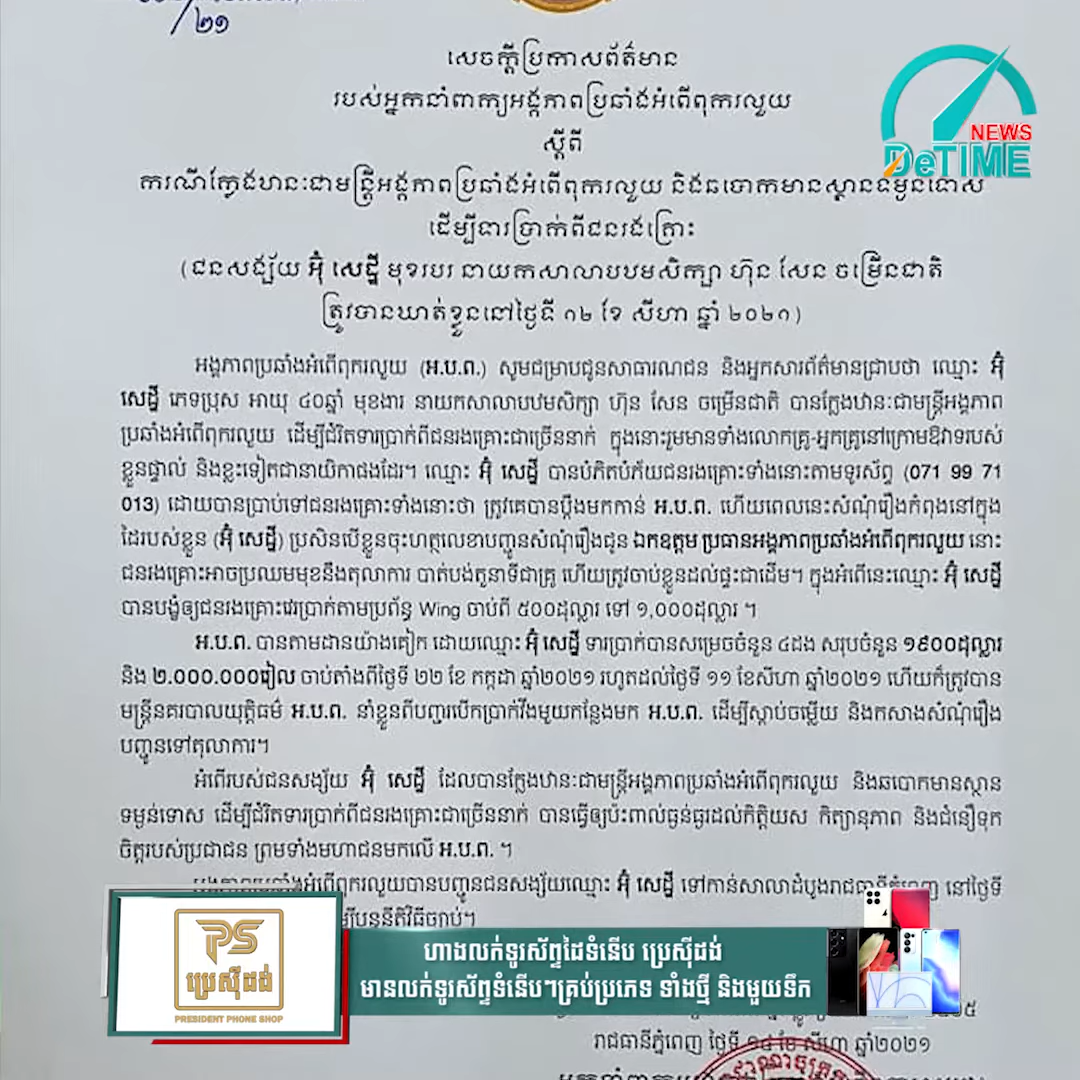 /២១
សេចក្តីប្រកាសព័ត៌មាន
របស់អ្នកនាំពាក្យអង្គភាពប្រឆាំងអំពើពុករលួយ
ស្តីពី
ករណីក្លែងឋានៈជាមន្ត្រីអង្គភាពប្រឆាំងអំពើពុករលួយ និងឆបោកមានស្ថានទម្ងន់ទោស
ដើម្បីទារប្រាក់ពីជនរងគ្រោះ
(ជនសង្ស័យ អ៊ុំ សេដ្ឋី មុខរបរ នាយកសាលាបឋមសិក្សា ហ៊ុន សែន ចម្រើនជាតិ
ត្រូវបានឃាត់ខ្លួននៅថ្ងៃទី ១២ ខែ សីហា ឆ្នាំ ២០២១)
អង្គភាពប្រឆាំងអំពើពុករលួយ (អ.ប.ព.) សូមជម្រាបជូនសាធារណជន និងអ្នកសារព័ត៌មានជ្រាបថា ឈ្មោះ អ៊ុំ
សេដ្ឋី ភេទប្រុស អាយុ ៤០ឆ្នាំ មុខងារ នាយកសាលាបឋមសិក្សា ហ៊ុន សែន ចម្រើនជាតិ បានក្លែងឋានៈជាមន្ត្រីអង្គភាព
ប្រឆាំងអំពើពុករលួយ ដើម្បីជំរិតទារប្រាក់ពីជនរងគ្រោះជាច្រើននាក់ ក្នុងនោះរួមមានទាំងលោកគ្រូ-អ្នកគ្រូនៅក្រោមឱវាទរបស់
ខ្លួនផ្ទាល់ និងខ្លះទៀតជានាយិកាផងដែរ។ ឈ្មោះ អ៊ុំ សេដ្ឋី បានបំភិតបំភ័យជនរងគ្រោះទាំងនោះតាមទូរស័ព្ទ (071 99 71
013) ដោយបានប្រាប់ទៅជនរងគ្រោះទាំងនោះថា ត្រូវគេបានប្តឹងមកកាន់ អ.ប.ព. ហើយពេលនេះសំណុំរឿងកំពុងនៅក្នុង
ដៃរបស់ខ្លួន (អ៊ុំ សេដ្ឋី) ប្រសិនបើខ្លួនចុះហត្ថលេខាបញ្ជូនសំណុំរឿងជូន ឯកឧត្តម ប្រធានអង្គភាពប្រឆាំងអំពើពុករលួយ នោះ
ជនរងគ្រោះអាចប្រឈមមុខនឹងតុលាការ បាត់បង់តួនាទីជាគ្រូ ហើយត្រូវចាប់ខ្លួនដល់ផ្ទះជាដើម។ ក្នុងអំពើនេះឈ្មោះ អ៊ុំ សេដ្ឋី
បានបង្ខំឲ្យជនរងគ្រោះវេរប្រាក់តាមប្រព័ន្ធ Wing ចាប់ពី ៥០០ដុល្លារ ទៅ ១,០០០ដុល្លារ ។
អ.ប.ព. បានតាមដានយ៉ាងគៀក ដោយឈ្មោះ អ៊ុំ សេដ្ឋី ទារប្រាក់បានសម្រេចចំនួន ៤ដង សរុបចំនួន ១៩០០ដុល្លារ
និង ២.០០០.០០០រៀល ចាប់តាំងពីថ្ងៃទី ២២ ខែ កក្កដា ឆ្នាំ២០២១ រហូតដល់ថ្ងៃទី ១១ ខែសីហា ឆ្នាំ២០២១ ហើយក៏ត្រូវបាន
មន្ត្រីនគរបាលយុត្តិធម៌ អ.ប.ព. នាំខ្លួនពីបញ្ជរបើកប្រាក់វីងមួយកន្លែងមក អ.ប.ព. ដើម្បីស្តាប់ចម្លើយ និងកសាងសំណុំរឿង
បញ្ជូនទៅតុលាការ។
អំពើរបស់ជនសង្ស័យ អ៊ុំ សេដ្ឋី ដែលបានក្លែងឋានៈជាមន្ត្រីអង្គភាពប្រឆាំងអំពើពុករលួយ និងឆបោកមានស្ថាន
ទម្ងន់ទោស ដើម្បីជំរិតទារប្រាក់ពីជនរងគ្រោះជាច្រើននាក់ បានធ្វើឲ្យប៉ះពាល់ធ្ងន់ធ្ងរដល់កិត្តិយស កិត្យានុភាព និងជំនឿទុក
ចិត្តរបស់ប្រជាជន ព្រមទាំងមហាជនមកលើ អ.ប.ព. ។
អង្គភាពប្រឆាំងអំពើពុករលួយបានបញ្ជូនជនសង្ស័យឈ្មោះ អ៊ុំ សេដ្ឋី ទៅកាន់សាលាដំបូងរាជធានីភ្នំពេញ នៅថ្ងៃទី
ម្បីបន្តនីតិវិធីច្បាប់។
រាជធានីភ្នំពេញ ថ្ងៃទី ១៤ ខែ សីហា ឆ្នាំ២០២១
NEWS
DeTIME
PS
ប្រេស៊ីដង់
PRESIDENT PHONE SHOP
ហាងលក់ទូរស័ព្ទដៃទំនើប ប្រេស៊ីដង់
មានលក់ទូរស័ព្ទទំនើបៗគ្រប់ប្រភេទ ទាំងថ្មី និងមួយទឹក